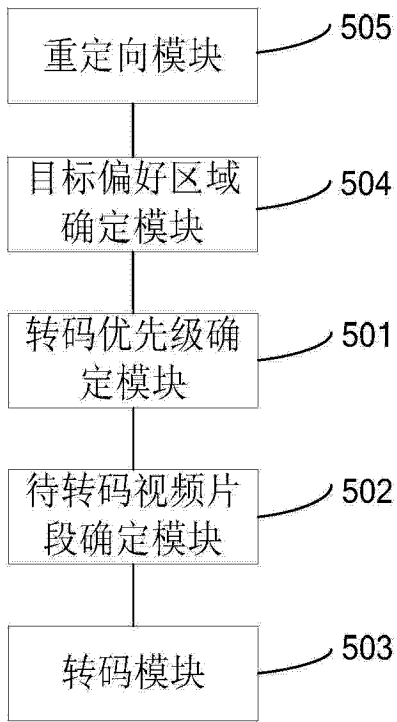 重定向模块
505
目标偏好区域
确定模块
504
转码优先级确
定模块
501
待转码视频片
段确定模块
502
转码模块
503